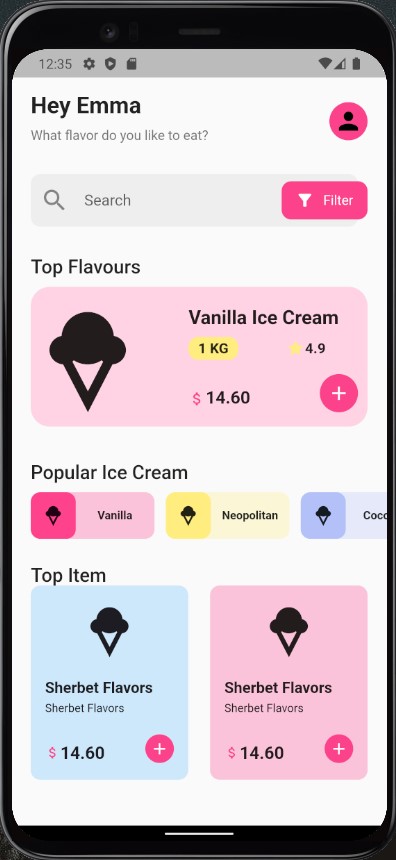 12:35
Hey Emma
What flavor do you like to eat?
Search
Filter
Top Flavours
Vanilla Ice Cream
1 KG
4.9
$ 14.60
Popular Ice Cream
Vanilla
Neopolitan
Coco
Top Item
Sherbet Flavors
Sherbet Flavors
$ 14.60
Sherbet Flavors
Sherbet Flavors
$ 14.60